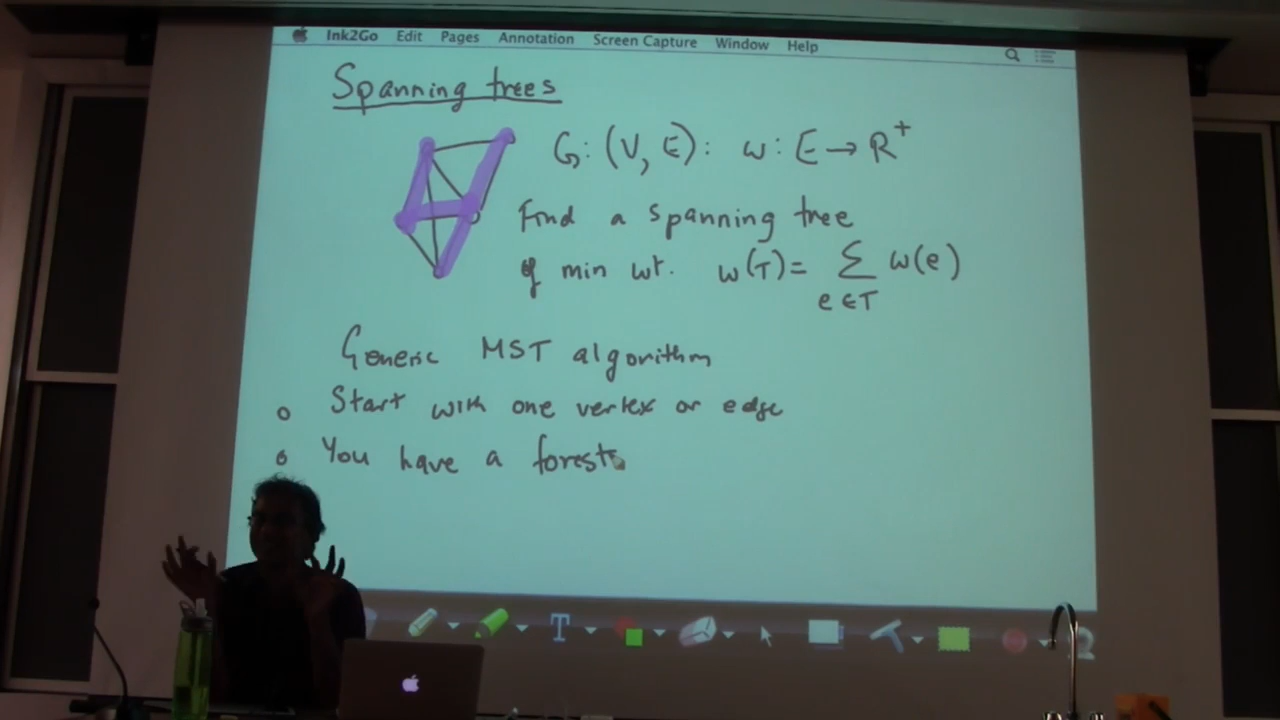 Ink2Go Edit Pages Annotation Screen Capture Window Help
Spanning trees
G: (V, E): w: E → R⁺
Find a spanning tree
of min wt. w(T) = ∑ w(e)
e ∈ T
Generic MST algorithm
Start with one vertex or edge
You have a forest
T